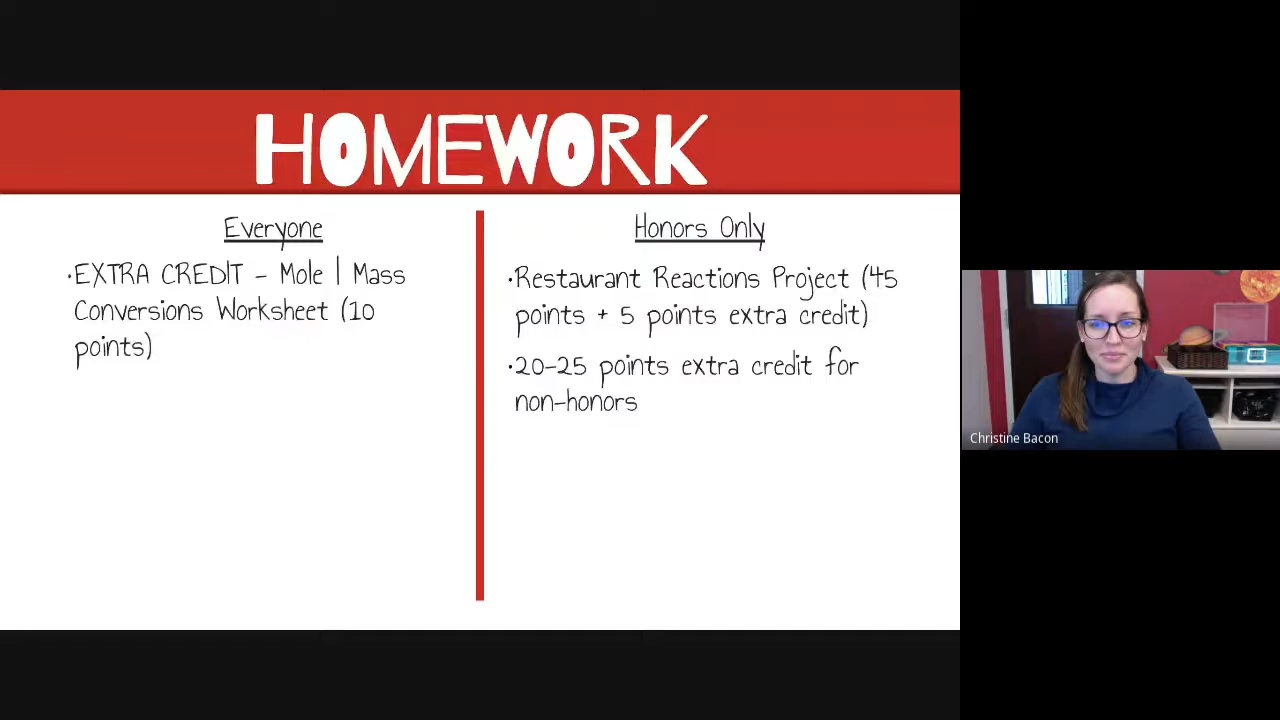 HOMEWORK
Everyone
•EXTRA CREDIT - Mole | Mass
Conversions Worksheet (10
points)
Honors Only
•Restaurant Reactions Project (45
points + 5 points extra credit)
•20-25 points extra credit for
non-honors
Christine Bacon